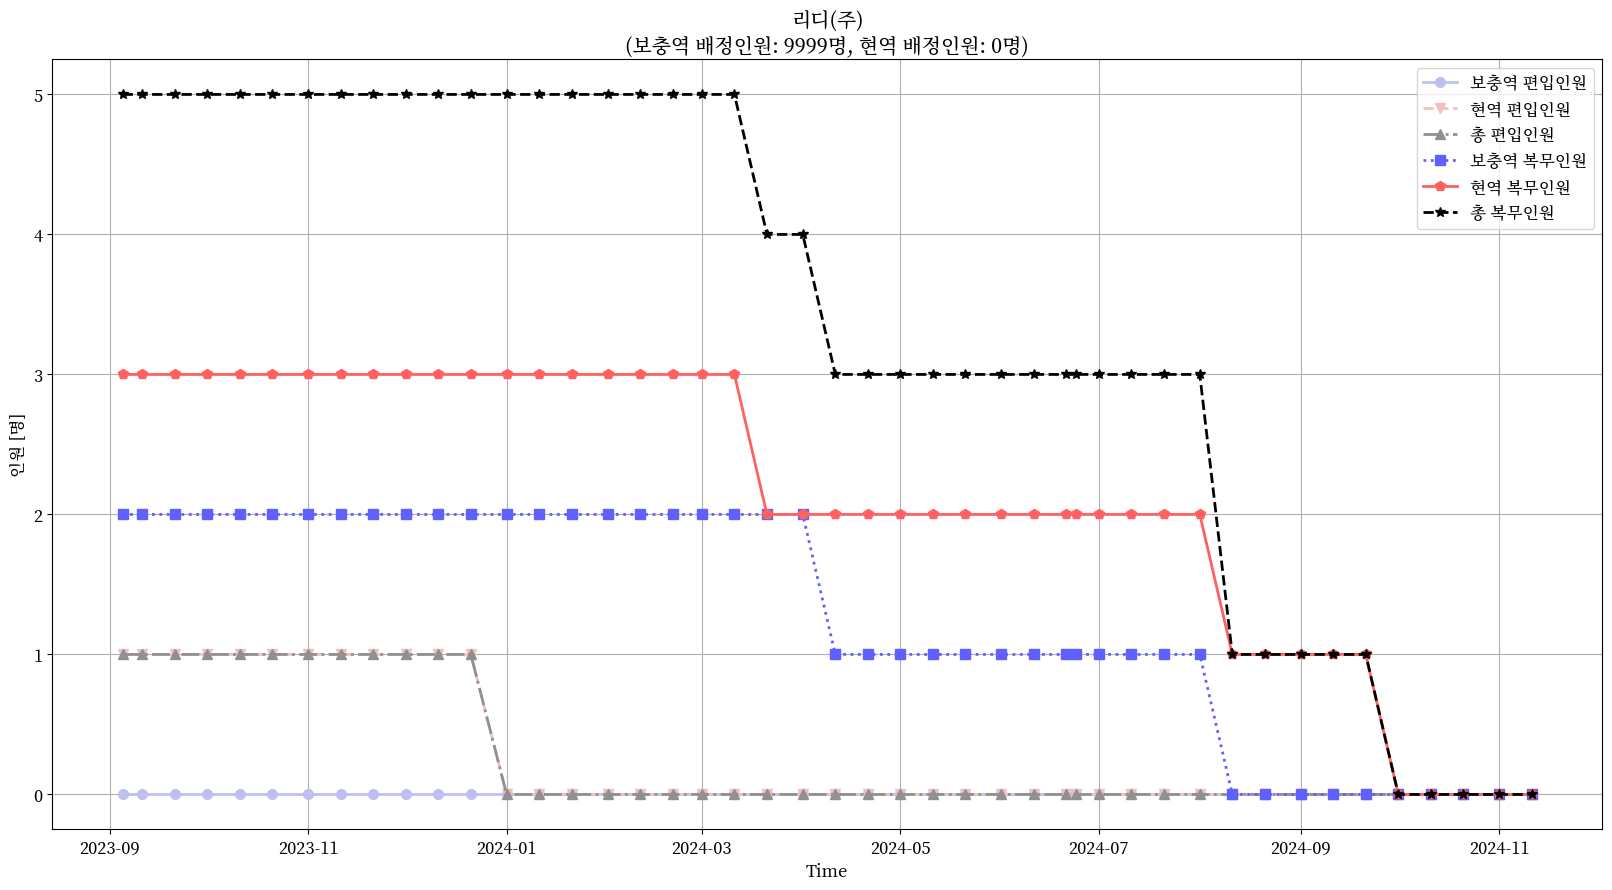 리디(주)
(보충역 배정인원: 9999명, 현역 배정인원: 0명)
보충역 편입인원
현역 편입인원
총 편입인원
보충역 복무인원
현역 복무인원
총 복무인원
인원 [명]
5
4
3
2
1
0
2023-09 2023-11 2024-01 2024-03 2024-05 2024-07 2024-09 2024-11
Time